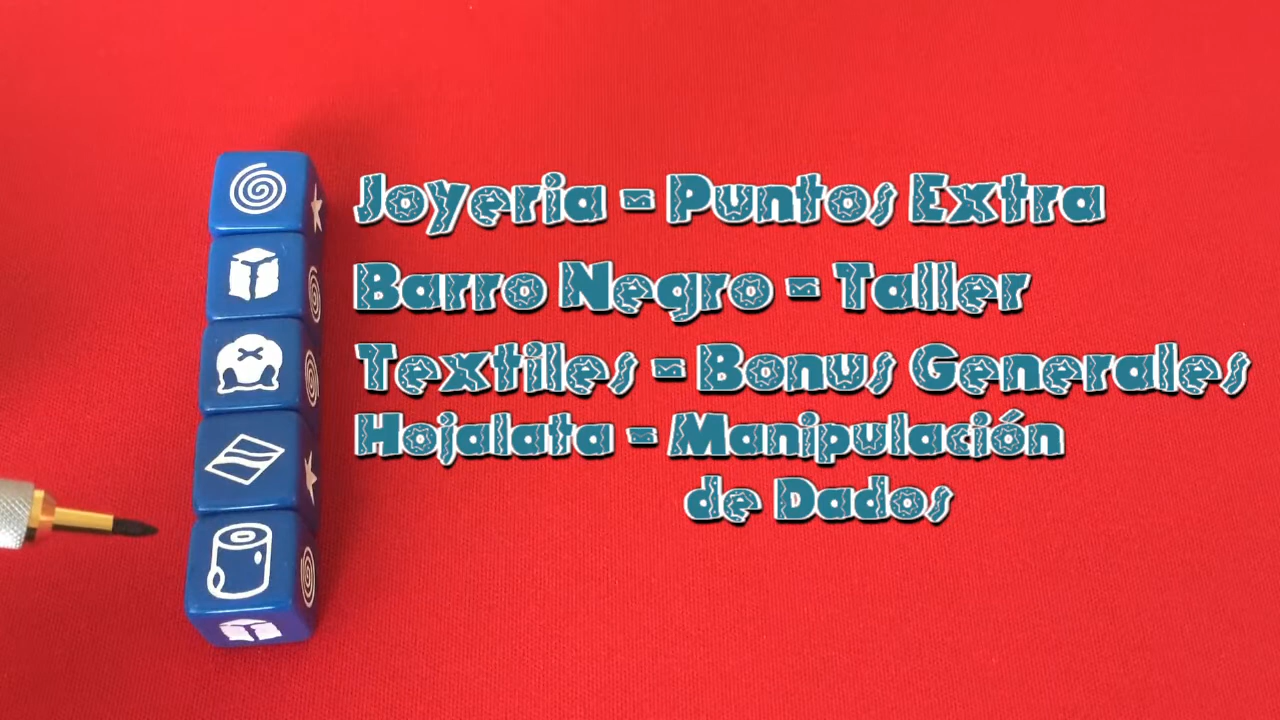 Joyeria = Puntos Extra
Barro Negro = Taller
Textiles = Bonus Generales
Hojalata = Manipulación
de Dados